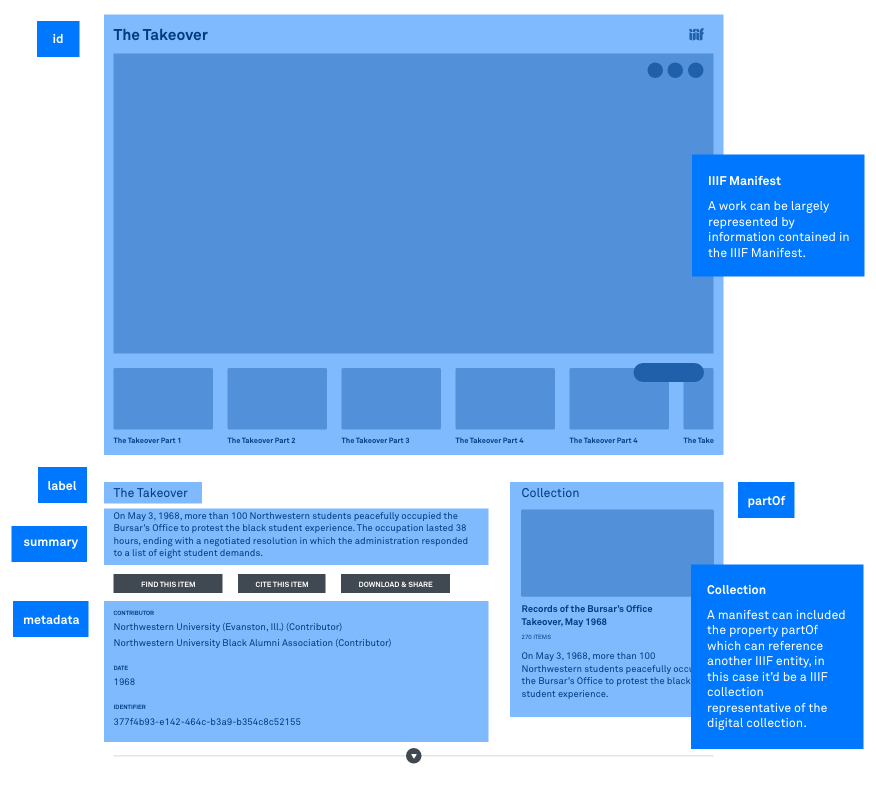 id
The Takeover
iiif
IIIF Manifest
A work can be largely
represented by
information contained in
the IIIF Manifest.
The Takeover Part 1
The Takeover Part 2
The Takeover Part 3
The Takeover Part 4
The Takeover Part 4
The Take
label
The Takeover
summary
On May 3, 1968, more than 100 Northwestern students peacefully occupied the
Bursar's Office to protest the black student experience. The occupation lasted 38
hours, ending with a negotiated resolution in which the administration responded
to a list of eight student demands.
FIND THIS ITEM
CITE THIS ITEM
DOWNLOAD & SHARE
metadata
CONTRIBUTOR
Northwestern University (Evanston, Ill.) (Contributor)
Northwestern University Black Alumni Association (Contributor)
DATE
1968
IDENTIFIER
377f4b93-e142-464c-b3a9-b354c8c52155
Collection
partOf
Records of the Bursar's Office
Takeover, May 1968
270 ITEMS
On May 3, 1968, more than 100
Northwestern students peacefully occu
the Bursar's Office to protest the black
student experience.
Collection
A manifest can included
the property partOf
which can reference
another IIIF entity, in
this case it'd be a IIIF
collection
representative of the
digital collection.